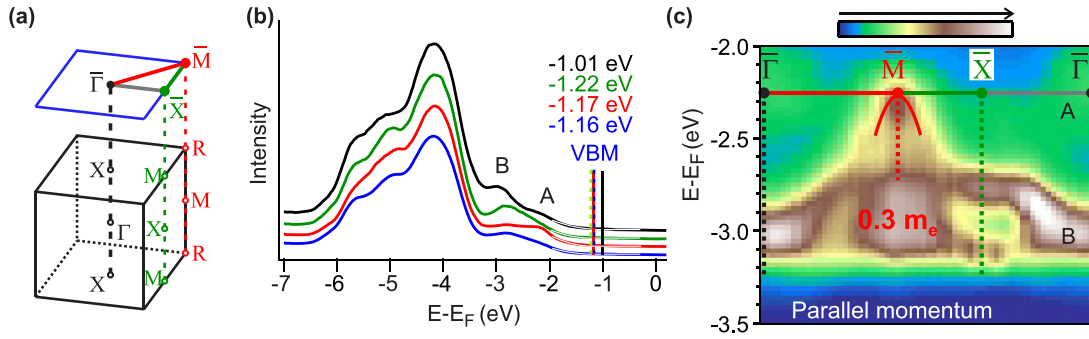 (a)
M̅
Γ̅
X̅
R
X
M
M
Γ
X
R
X
M
(b)
Intensity
-1.01 eV
-1.22 eV
-1.17 eV
-1.16 eV
VBM
B
A
-7 -6 -5 -4 -3 -2 -1 0
E-E_F (eV)
(c)
E-E_F (eV)
-2.0
-2.5
-3.0
-3.5
Γ̅ M̅ X̅ Γ̅
A
0.3 m_e
B
Parallel momentum